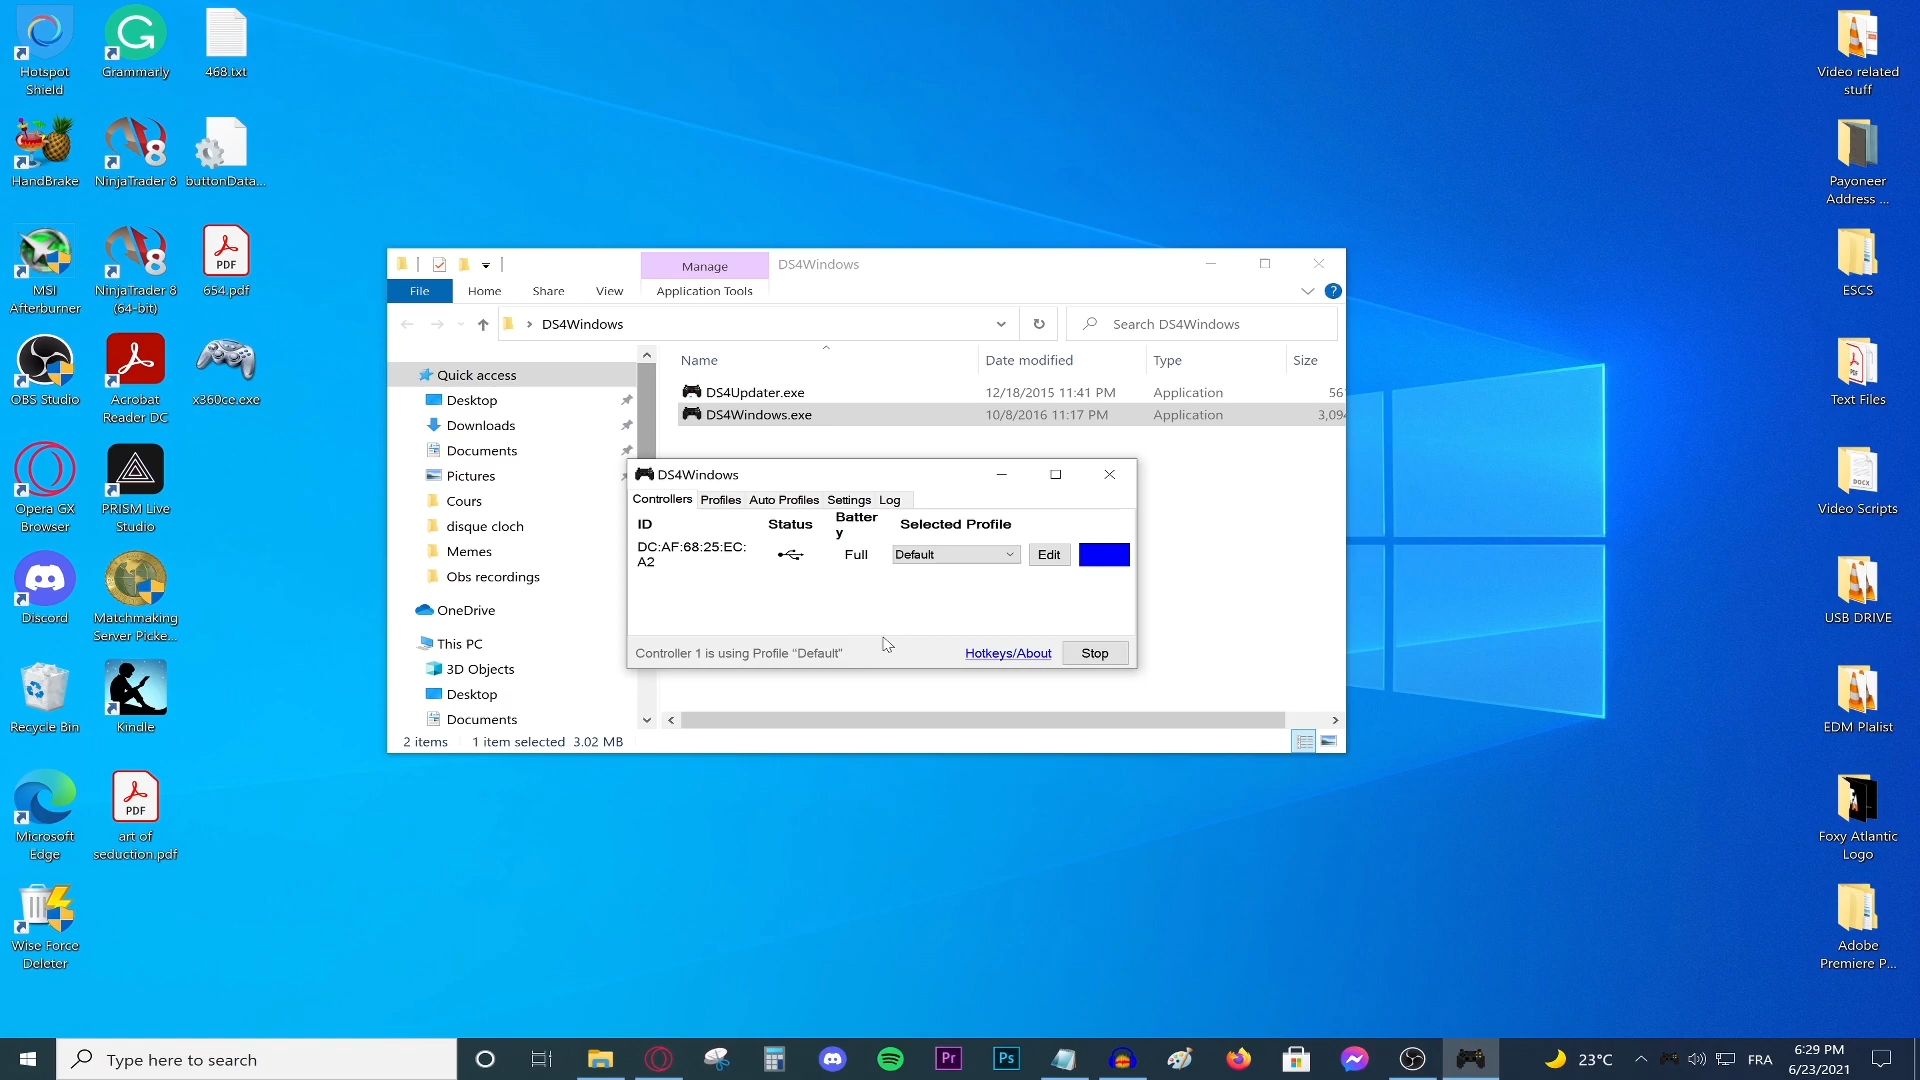 Hotspot
Shield
Grammarly
468.txt
HandBrake
NinjaTrader 8
buttonData...
MSI
Afterburner
NinjaTrader 8
(64-bit)
PDF
654.pdf
OBS Studio
Acrobat
Reader DC
x360ce.exe
Opera GX
Browser
PRISM Live
Studio
Discord
Matchmaking
Server Picke...
Recycle Bin
Kindle
Microsoft
Edge
PDF
art of
seduction.pdf
Wise Force
Deleter
Manage
DS4Windows
File
Home
Share
View
Application Tools
DS4Windows
Search DS4Windows
Name
Date modified
Type
Size
Quick access
Desktop
Downloads
Documents
Pictures
Cours
disque cloch
Memes
Obs recordings
OneDrive
This PC
3D Objects
Desktop
Documents
DS4Updater.exe 12/18/2015 11:41 PM Application 56
DS4Windows.exe 10/8/2016 11:17 PM Application 3,094
2 items 1 item selected 3.02 MB
DS4Windows
Controllers Profiles Auto Profiles Settings Log
ID Status Batter
y Selected Profile
DC:AF:68:25:EC:
A2
Full
Default
Edit
Controller 1 is using Profile "Default"
Hotkeys/About
Stop
Video related
stuff
Payoneer
Address ...
ESCS
Text Files
DOCX
Video Scripts
USB DRIVE
EDM Plalist
Foxy Atlantic
Logo
Adobe
Premiere P...
Type here to search
Pr
Ps
23°C
FRA
6:29 PM
6/23/2021